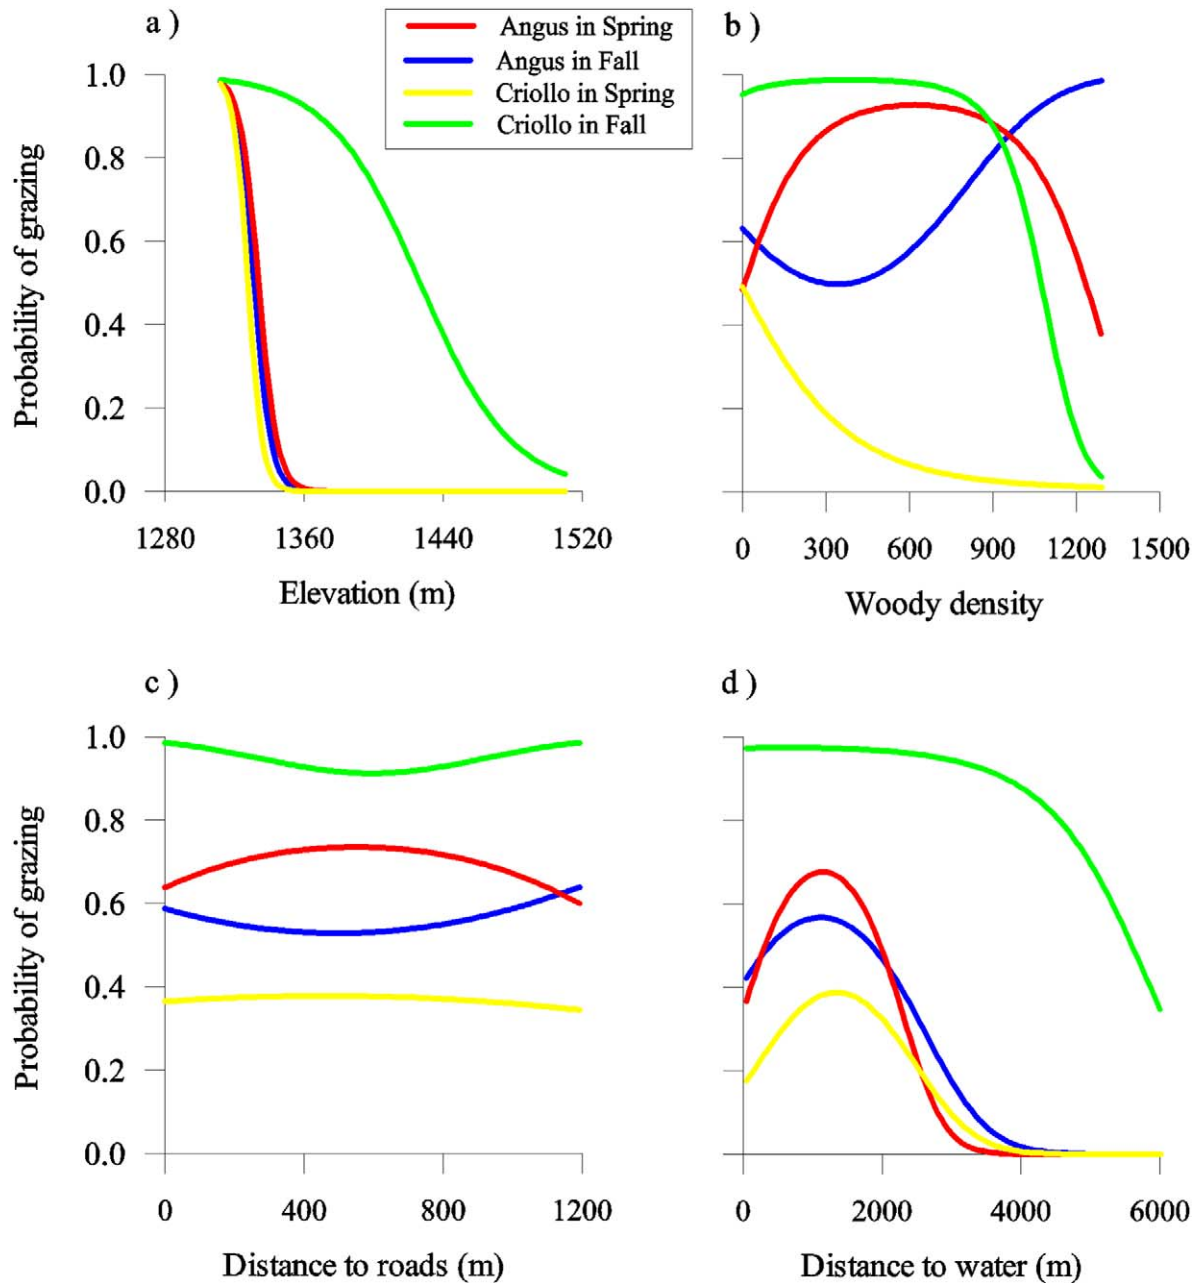 a )
b )
Angus in Spring
Angus in Fall
Criollo in Spring
Criollo in Fall
Probability of grazing
1.0
0.8
0.6
0.4
0.2
0.0
1280 1360 1440 1520
Elevation (m)
0 300 600 900 1200 1500
Woody density
c )
d )
Probability of grazing
1.0
0.8
0.6
0.4
0.2
0.0
0 400 800 1200
Distance to roads (m)
0 2000 4000 6000
Distance to water (m)